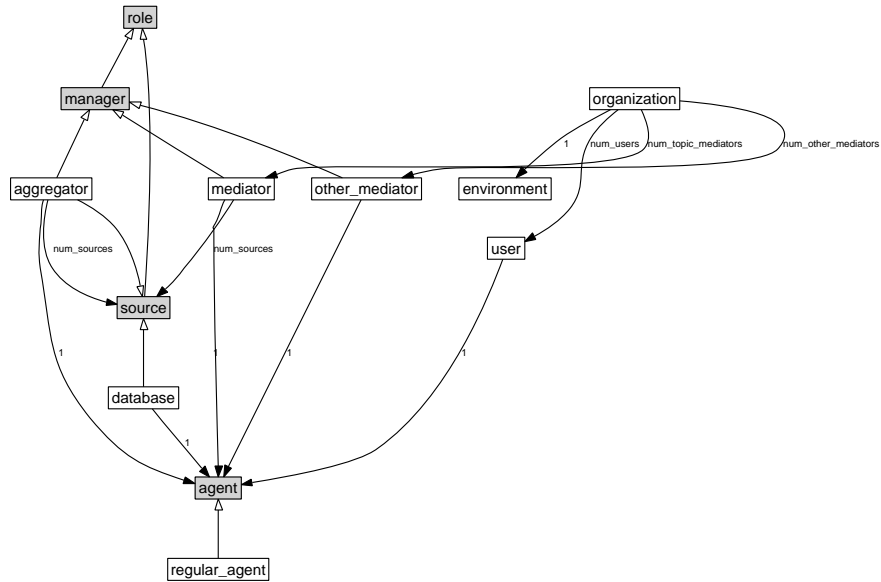 role
manager
organization
1
num_users
num_topic_mediators
num_other_mediators
aggregator
mediator
other_mediator
environment
num_sources
num_sources
user
source
1
1
1
1
database
1
agent
regular_agent